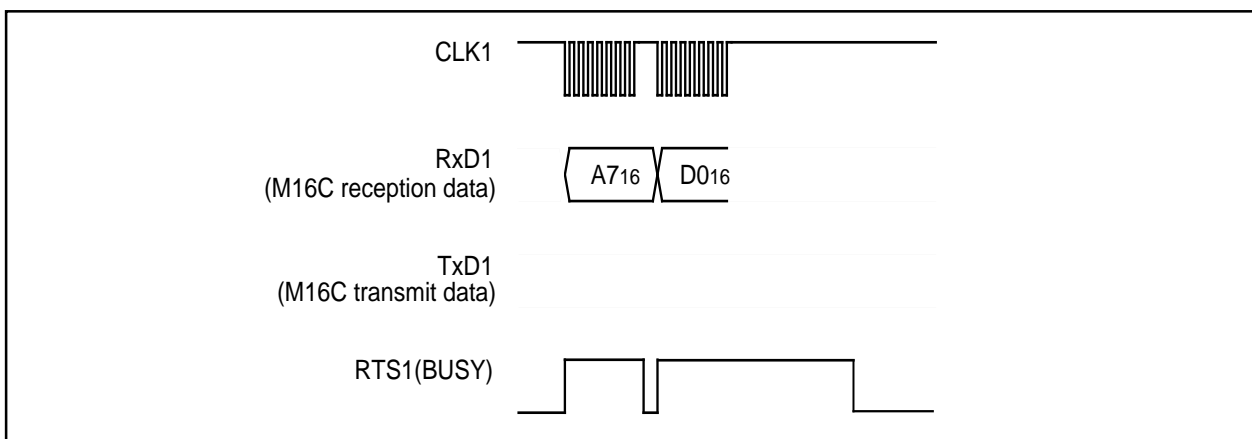 CLK1
RxD1
(M16C reception data)
A716
D016
TxD1
(M16C transmit data)
RTS1(BUSY)